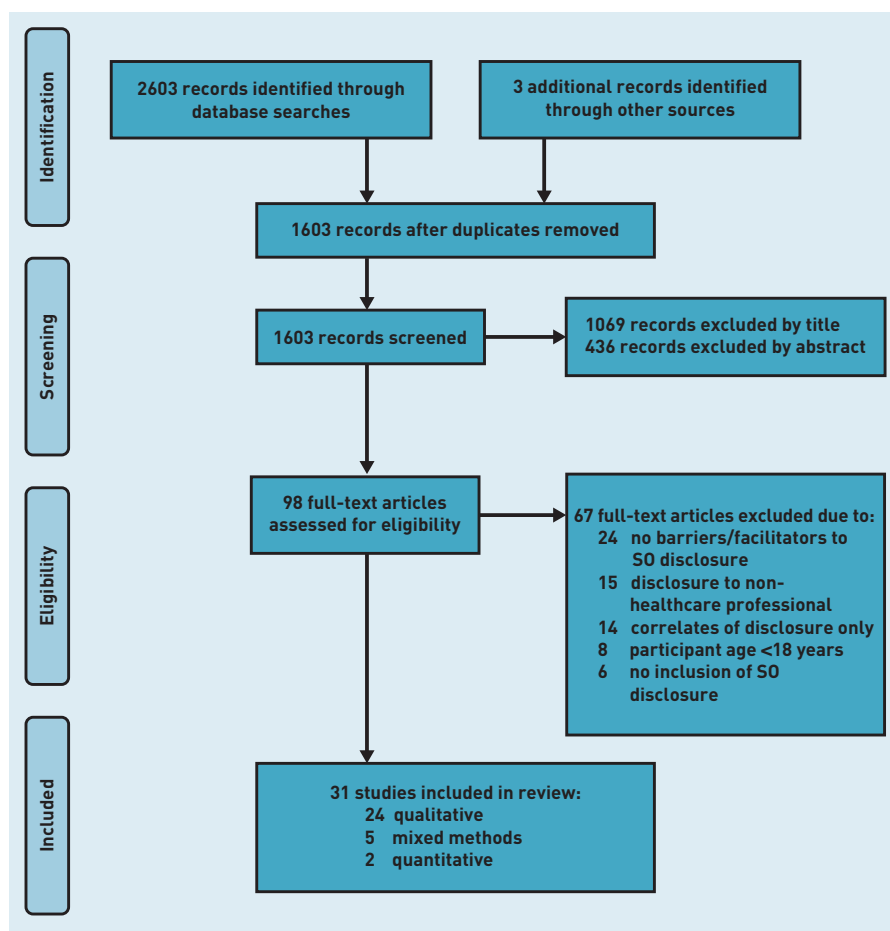 Identification
2603 records identified through
database searches
3 additional records identified
through other sources
1603 records after duplicates removed
Screening
1603 records screened
1069 records excluded by title
436 records excluded by abstract
Eligibility
98 full-text articles
assessed for eligibility
67 full-text articles excluded due to:
24 no barriers/facilitators to
SO disclosure
15 disclosure to non-
healthcare professional
14 correlates of disclosure only
8 participant age <18 years
6 no inclusion of SO
disclosure
Included
31 studies included in review:
24 qualitative
5 mixed methods
2 quantitative